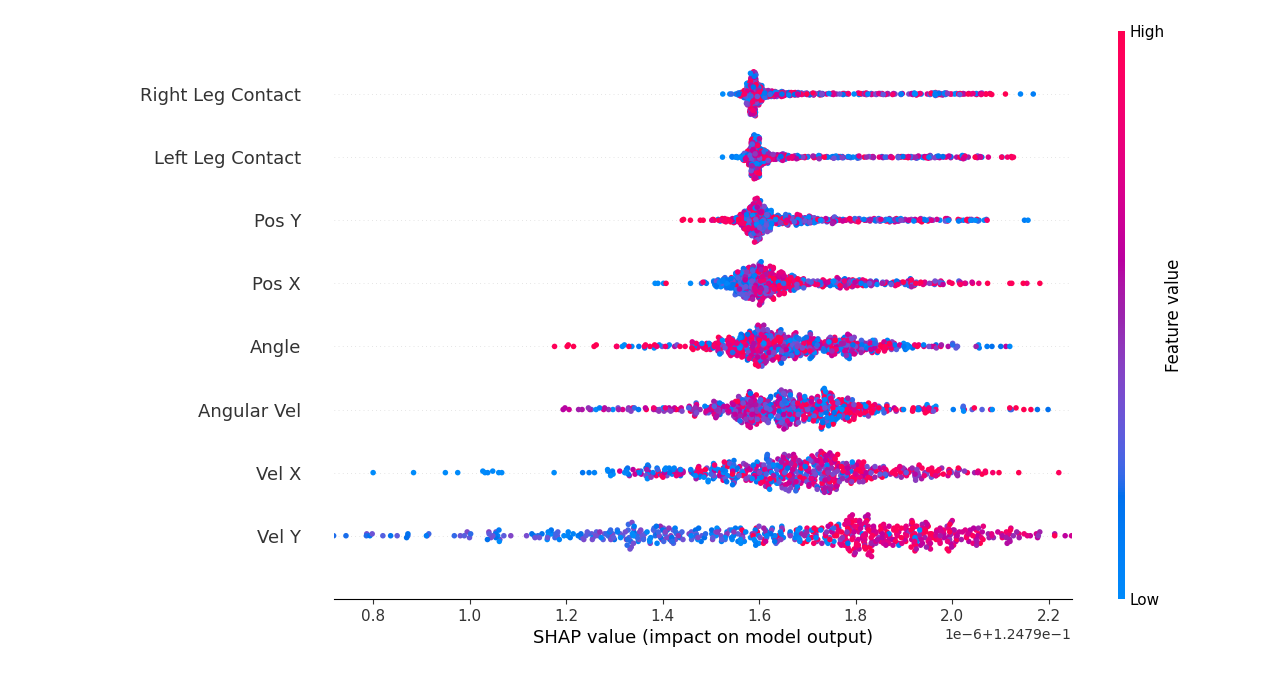 High
Right Leg Contact
Left Leg Contact
Pos Y
Pos X
Angle
Angular Vel
Vel X
Vel Y
Feature value
Low
0.8 1.0 1.2 1.4 1.6 1.8 2.0 2.2
SHAP value (impact on model output)
1e−6+1.2479e−1